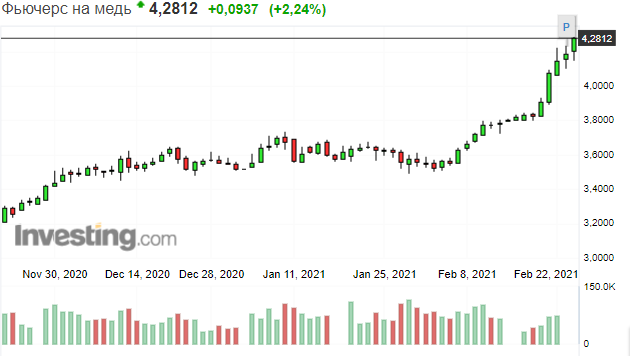 Фьючерс на медь 4,2812 +0,0937 (+2,24%)
P
4,2812
4,0000
3,8000
3,6000
3,4000
3,2000
Investing.com
3,0000
Nov 30, 2020 Dec 14, 2020 Dec 28, 2020 Jan 11, 2021 Jan 25, 2021 Feb 8, 2021 Feb 22, 2021
150.0K
0